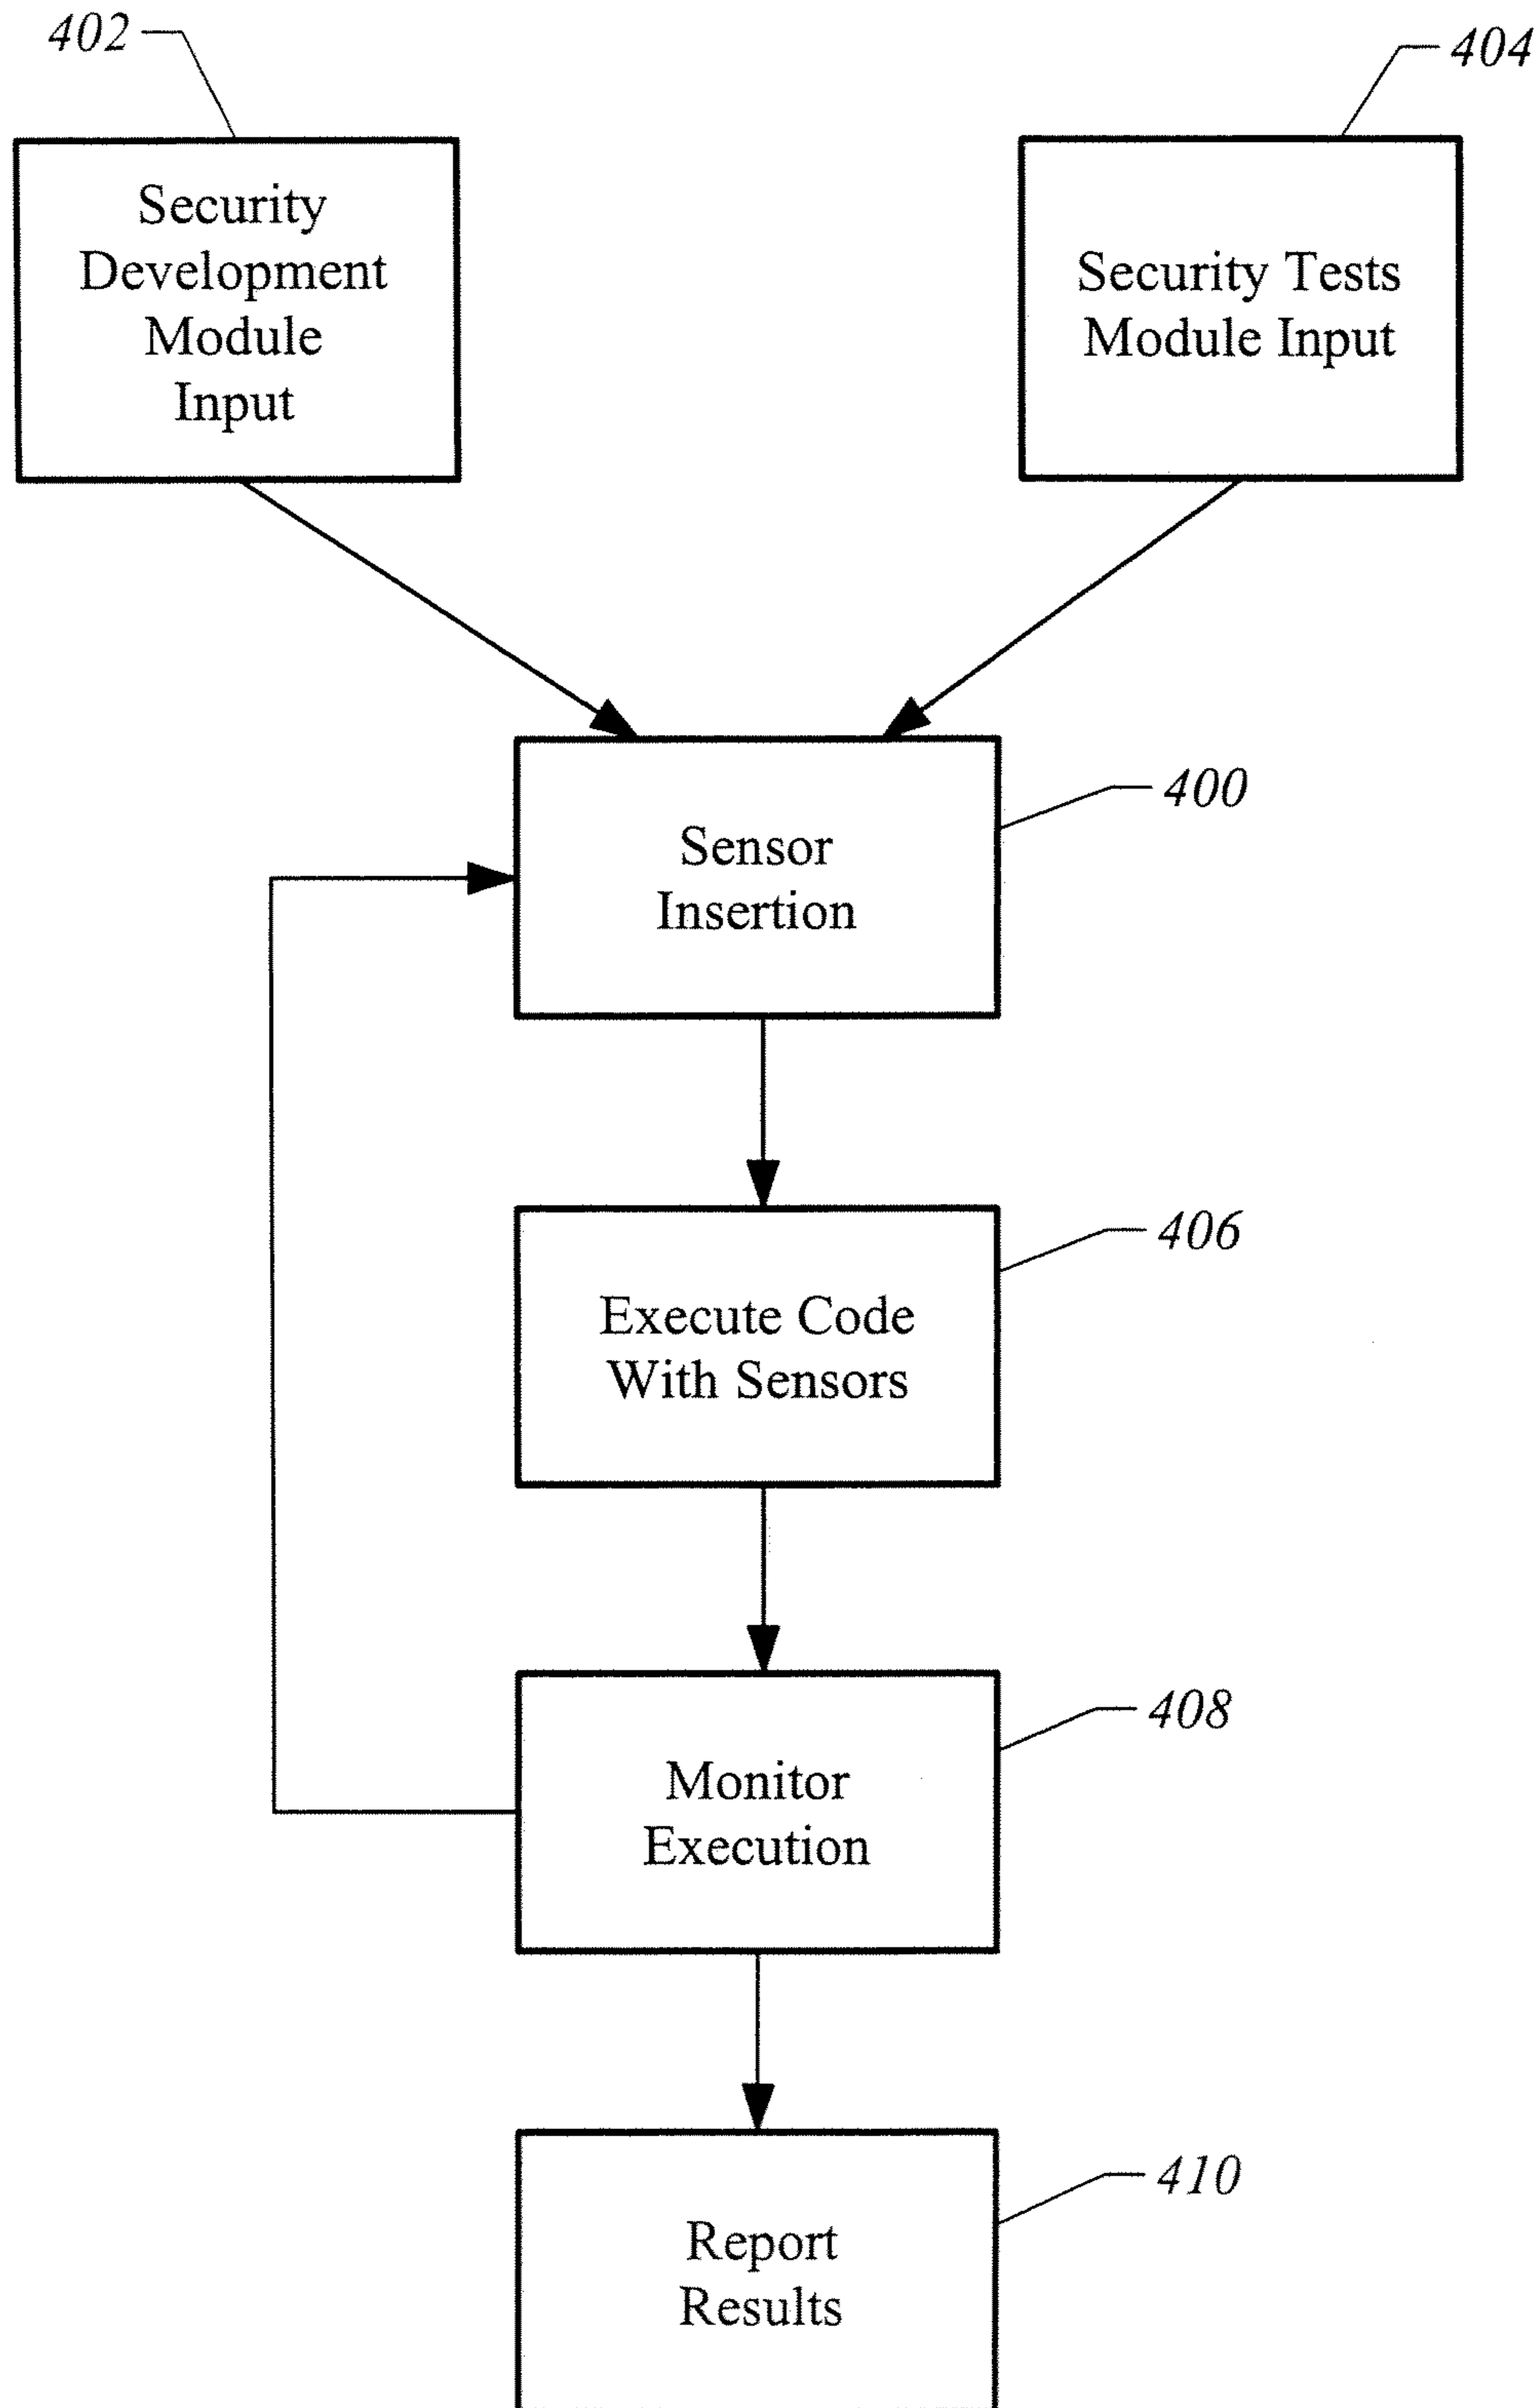 402
404
Security
Development
Module
Input
Security Tests
Module Input
400
Sensor
Insertion
406
Execute Code
With Sensors
408
Monitor
Execution
410
Report
Results